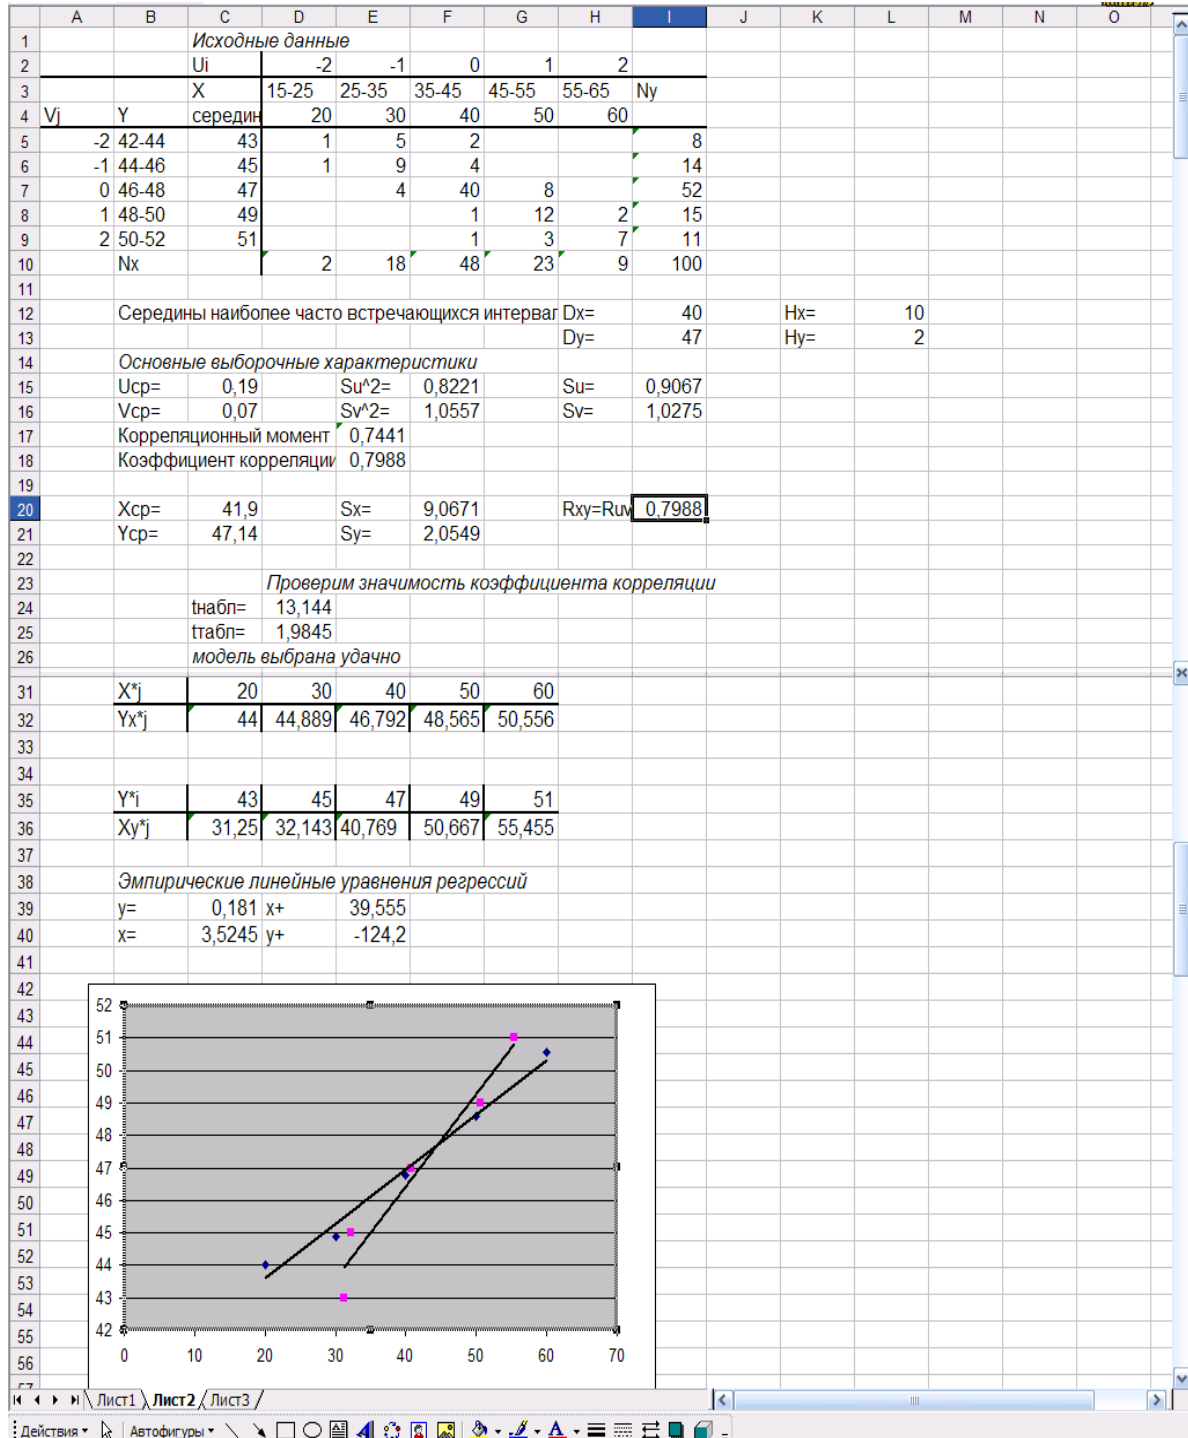 A B C D E F G H I J K L M N O
1 Исходные данные
2 Ui -2 -1 0 1 2
3 X 15-25 25-35 35-45 45-55 55-65 Ny
4 Vj Y середин 20 30 40 50 60
5 -2 42-44 43 1 5 2 8
6 -1 44-46 45 1 9 4 14
7 0 46-48 47 4 40 8 52
8 1 48-50 49 1 12 2 15
9 2 50-52 51 1 3 7 11
10 Nx 2 18 48 23 9 100
11
12 Середины наиболее часто встречающихся интервал Dx= 40 Hx= 10
13 Dy= 47 Hy= 2
14 Основные выборочные характеристики
15 Uср= 0,19 Su^2= 0,8221 Su= 0,9067
16 Vср= 0,07 Sv^2= 1,0557 Sv= 1,0275
17 Корреляционный момент 0,7441
18 Коэффициент корреляции 0,7988
19
20 Xср= 41,9 Sx= 9,0671 Rxy=Ruv 0,7988
21 Yср= 47,14 Sy= 2,0549
22
23 Проверим значимость коэффициента корреляции
24 tнабл= 13,144
25 tтабл= 1,9845
26 модель выбрана удачно
31 X*j 20 30 40 50 60
32 Yx*j 44 44,889 46,792 48,565 50,556
33
34
35 Y*i 43 45 47 49 51
36 Xy*j 31,25 32,143 40,769 50,667 55,455
37
38 Эмпирические линейные уравнения регрессий
39 y= 0,181 x+ 39,555
40 x= 3,5245 y+ -124,2
41
42
43 52
44 51
45 50
46 49
47 48
48 47
49 46
50 45
51 44
52 43
53 42
54
55
56 0 10 20 30 40 50 60 70
Лист1 Лист2 Лист3
Действия Автофигуры